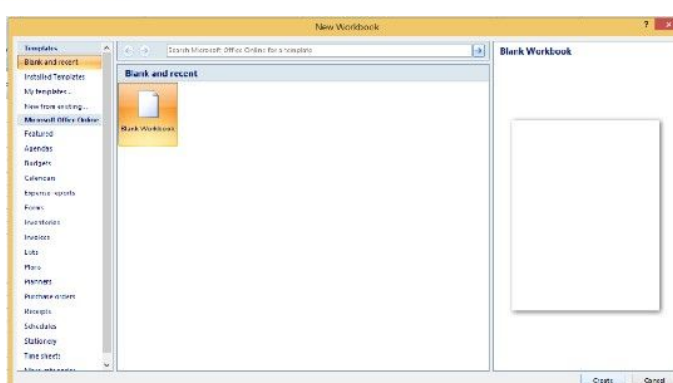 New Workbook
?
Templates
Blank and recent
Installed Templates
My templates...
New from existing...
Microsoft Office Online
Featured
Agendas
Budgets
Calendars
Expense reports
Forms
Inventories
Invoices
Lists
Plans
Planners
Purchase orders
Receipts
Schedules
Stationery
Time sheets
More categories
Search Microsoft Office Online for a template
Blank and recent
Blank Workbook
Blank Workbook
Create
Cancel